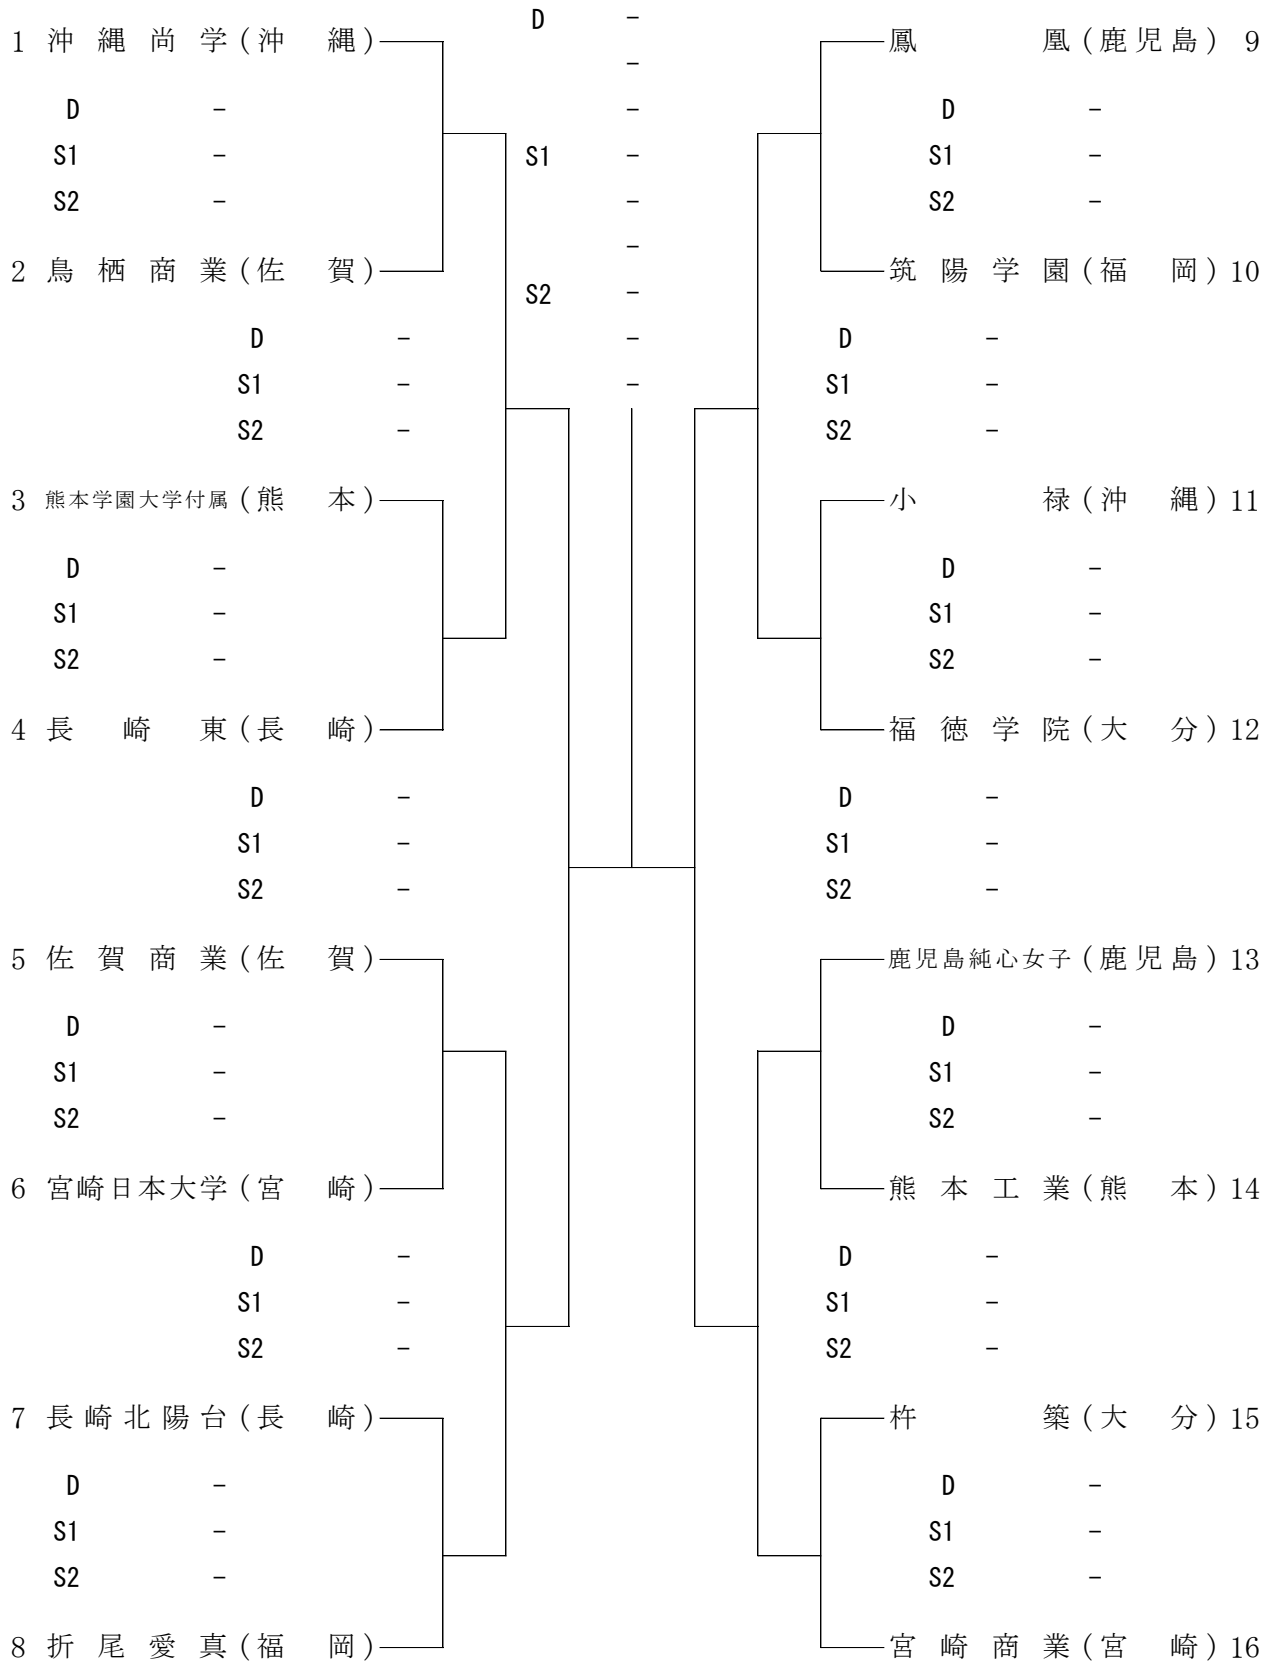 D -
1 沖縄尚学(沖縄) 鳳凰(鹿児島) 9
-
D - - D -
S1 - S1 - S1 -
S2 - - S2 -
-
2 鳥栖商業(佐賀) 筑陽学園(福岡) 10
S2 -
D - - D -
S1 - - S1 -
S2 - S2 -
3 熊本学園大学付属(熊本) 小禄(沖縄) 11
D - D -
S1 - S1 -
S2 - S2 -
4 長崎東(長崎) 福徳学院(大分) 12
D - D -
S1 - S1 -
S2 - S2 -
5 佐賀商業(佐賀) 鹿児島純心女子(鹿児島) 13
D - D -
S1 - S1 -
S2 - S2 -
6 宮崎日本大学(宮崎) 熊本工業(熊本) 14
D - D -
S1 - S1 -
S2 - S2 -
7 長崎北陽台(長崎) 杵築(大分) 15
D - D -
S1 - S1 -
S2 - S2 -
8 折尾愛真(福岡) 宮崎商業(宮崎) 16